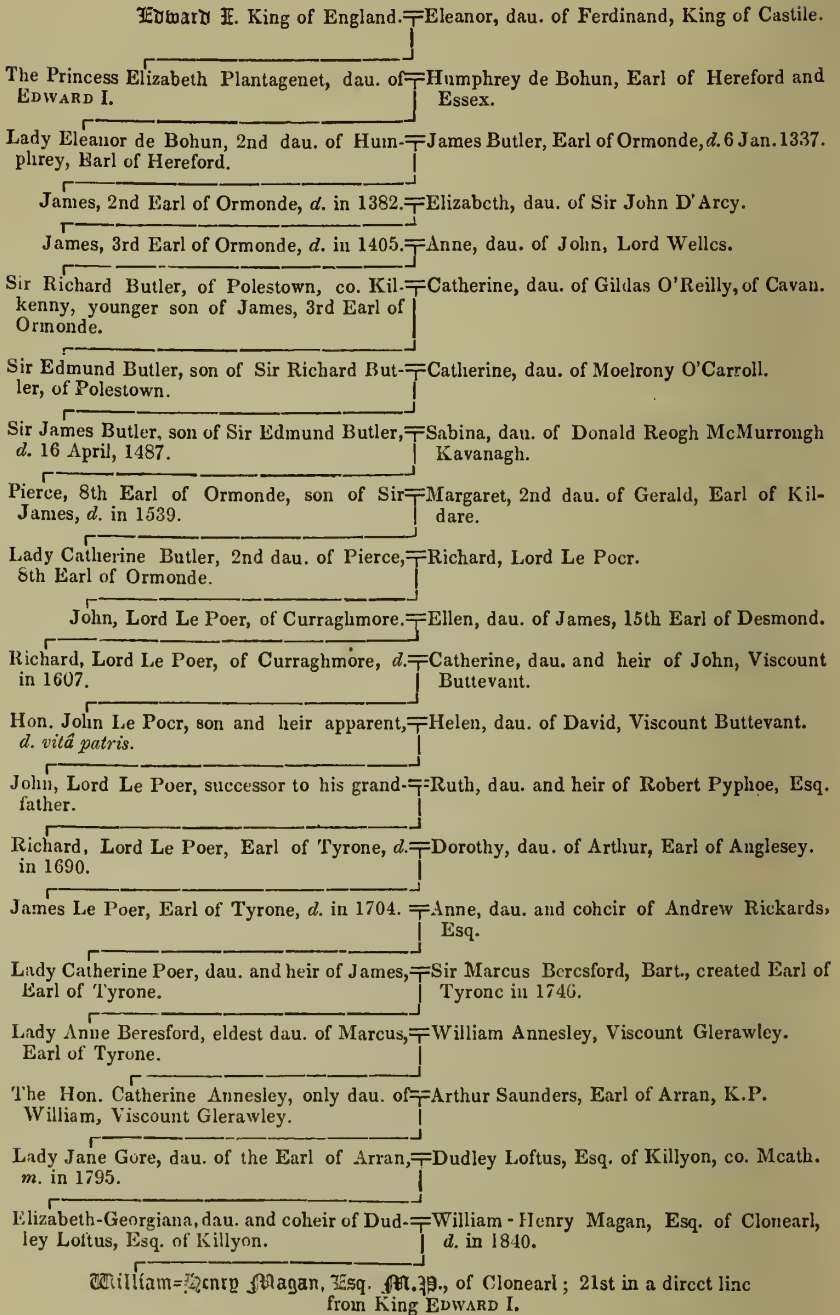 Edward I. King of England.=Eleanor, dau. of Ferdinand, King of Castile.
The Princess Elizabeth Plantagenet, dau. of=Humphrey de Bohun, Earl of Hereford and
EDWARD I. Essex.
Lady Eleanor de Bohun, 2nd dau. of Hum-=James Butler, Earl of Ormonde, d. 6 Jan. 1337.
phrey, Earl of Hereford.
James, 2nd Earl of Ormonde, d. in 1382.=Elizabeth, dau. of Sir John D'Arcy.
James, 3rd Earl of Ormonde, d. in 1405.=Anne, dau. of John, Lord Welles.
Sir Richard Butler, of Polestown, co. Kil-=Catherine, dau. of Gildas O'Reilly, of Cavan.
kenny, younger son of James, 3rd Earl of
Ormonde.
Sir Edmund Butler, son of Sir Richard But-=Catherine, dau. of Moelrony O'Carroll.
ler, of Polestown.
Sir James Butler, son of Sir Edmund Butler,=Sabina, dau. of Donald Reogh McMurrough
d. 16 April, 1487. Kavanagh.
Pierce, 8th Earl of Ormonde, son of Sir=Margaret, 2nd dau. of Gerald, Earl of Kil-
James, d. in 1539. dare.
Lady Catherine Butler, 2nd dau. of Pierce,=Richard, Lord Le Poer.
8th Earl of Ormonde.
John, Lord Le Poer, of Curraghmore.=Ellen, dau. of James, 15th Earl of Desmond.
Richard, Lord Le Poer, of Curraghmore, d.=Catherine, dau. and heir of John, Viscount
in 1607. Buttevant.
Hon. John Le Poer, son and heir apparent,=Helen, dau. of David, Viscount Buttevant.
d. vitâ patris.
John, Lord Le Poer, successor to his grand-=Ruth, dau. and heir of Robert Pyphoe, Esq.
father.
Richard, Lord Le Poer, Earl of Tyrone, d.=Dorothy, dau. of Arthur, Earl of Anglesey.
in 1690.
James Le Poer, Earl of Tyrone, d. in 1704. =Anne, dau. and coheir of Andrew Rickards,
Esq.
Lady Catherine Poer, dau. and heir of James,=Sir Marcus Beresford, Bart., created Earl of
Earl of Tyrone. Tyrone in 1746.
Lady Anne Beresford, eldest dau. of Marcus,=William Annesley, Viscount Glerawley.
Earl of Tyrone.
The Hon. Catherine Annesley, only dau. of=Arthur Saunders, Earl of Arran, K.P.
William, Viscount Glerawley.
Lady Jane Gore, dau. of the Earl of Arran,=Dudley Loftus, Esq. of Killyon, co. Meath.
m. in 1795.
Elizabeth-Georgiana, dau. and coheir of Dud-=William-Henry Magan, Esq. of Clonearl,
ley Loftus, Esq. of Killyon. d. in 1840.
William=Henry Magan, Esq. M.P., of Clonearl; 21st in a direct line
from King EDWARD I.